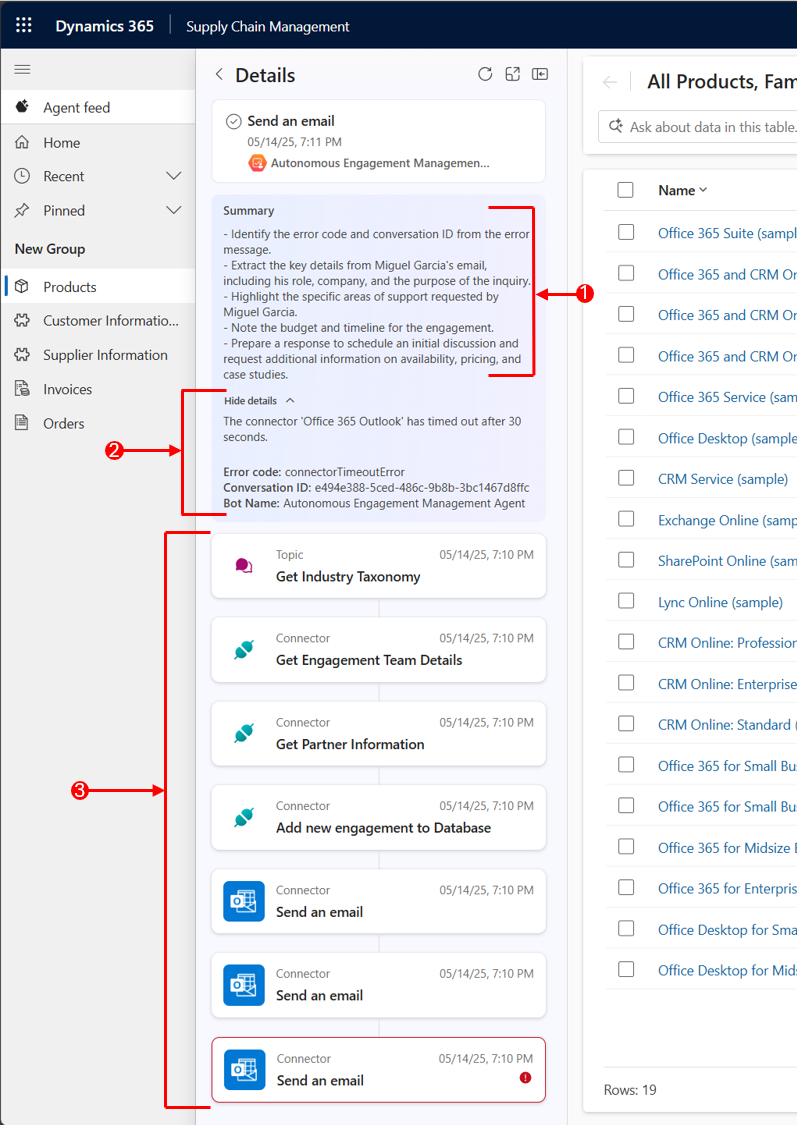 Dynamics 365
Supply Chain Management
Agent feed
Home
Recent
Pinned
New Group
Products
Customer Informatio...
Supplier Information
Invoices
Orders
Details
Send an email
05/14/25, 7:11 PM
Autonomous Engagement Managemen...
Summary
- Identify the error code and conversation ID from the error
message.
- Extract the key details from Miguel Garcia's email,
including his role, company, and the purpose of the inquiry.
- Highlight the specific areas of support requested by
Miguel Garcia.
- Note the budget and timeline for the engagement.
- Prepare a response to schedule an initial discussion and
request additional information on availability, pricing, and
case studies.
1
Hide details
The connector 'Office 365 Outlook' has timed out after 30
seconds.
Error code: connectorTimeoutError
Conversation ID: e494e388-5ced-486c-9b8b-3bc1467d8ffc
Bot Name: Autonomous Engagement Management Agent
2
Topic 05/14/25, 7:10 PM
Get Industry Taxonomy
Connector 05/14/25, 7:10 PM
Get Engagement Team Details
Connector 05/14/25, 7:10 PM
Get Partner Information
3
Connector 05/14/25, 7:10 PM
Add new engagement to Database
Connector 05/14/25, 7:10 PM
Send an email
Connector 05/14/25, 7:10 PM
Send an email
Connector 05/14/25, 7:10 PM
Send an email
All Products, Fam
Ask about data in this table.
Name
Office 365 Suite (sampl
Office 365 and CRM Or
Office 365 and CRM Or
Office 365 and CRM Or
Office 365 Service (sam
Office Desktop (sample
CRM Service (sample)
Exchange Online (samp
SharePoint Online (sam
Lync Online (sample)
CRM Online: Profession
CRM Online: Enterprise
CRM Online: Standard (
Office 365 for Small Bus
Office 365 for Small Bus
Office 365 for Midsize B
Office 365 for Enterpris
Office Desktop for Sma
Office Desktop for Mids
Rows: 19